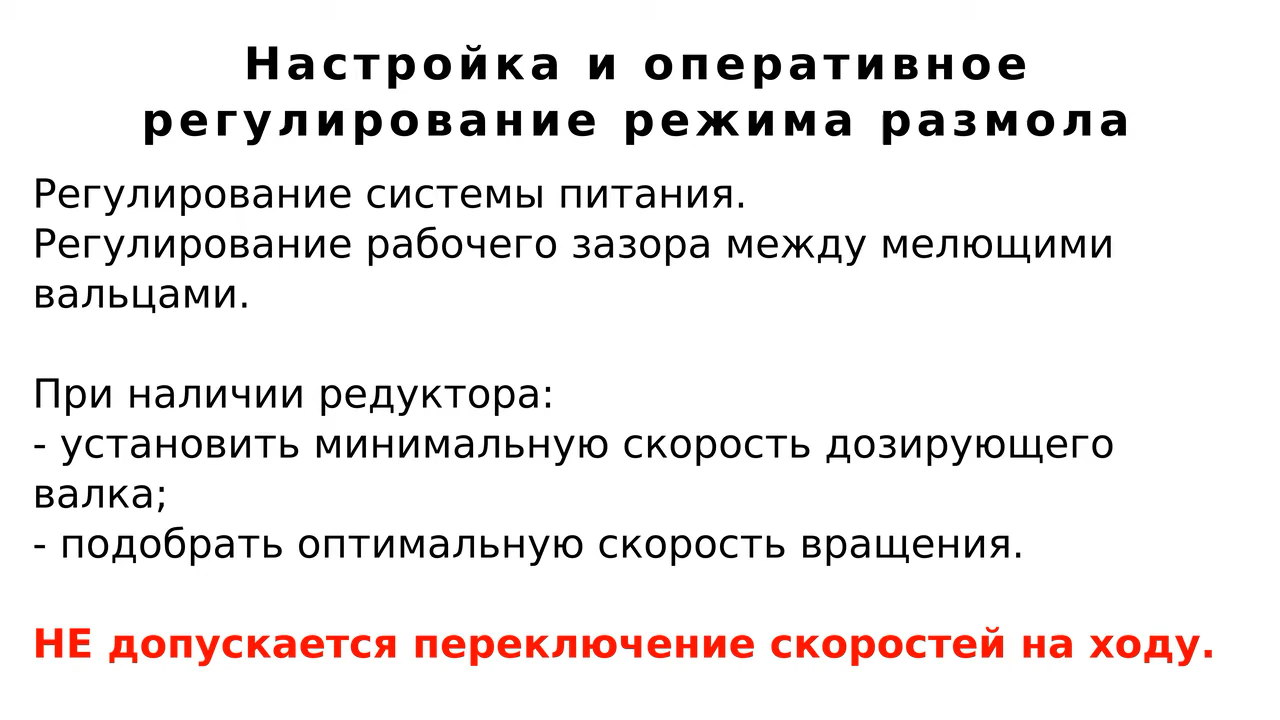 Настройка и оперативное
регулирование режима размола
Регулирование системы питания.
Регулирование рабочего зазора между мелющими
вальцами.
При наличии редуктора:
- установить минимальную скорость дозирующего
валка;
- подобрать оптимальную скорость вращения.
НЕ допускается переключение скоростей на ходу.